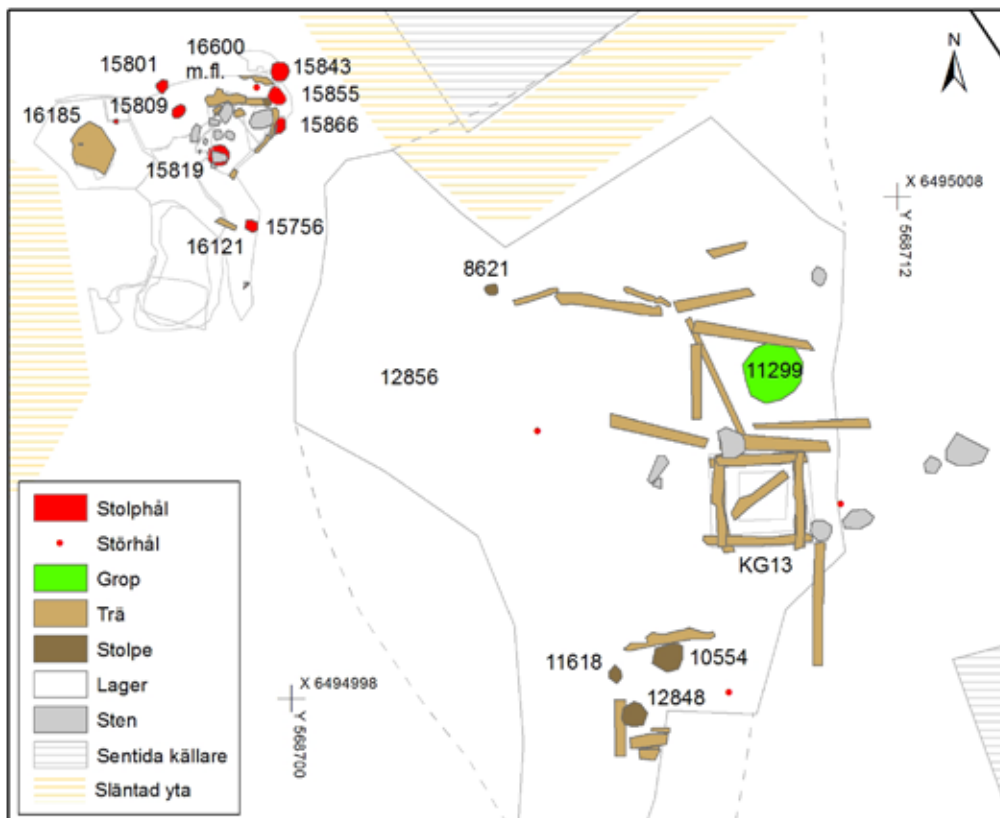 16600
m.fl.
15801
15843
15809
15855
15866
16185
15819
15756
16121
N
X 6495008
Y 568712
8621
12856
11299
KG13
11618
10554
12848
X 6494998
Y 568700
Stolphål
Störhål
Grop
Trä
Stolpe
Lager
Sten
Sentida källare
Släntad yta